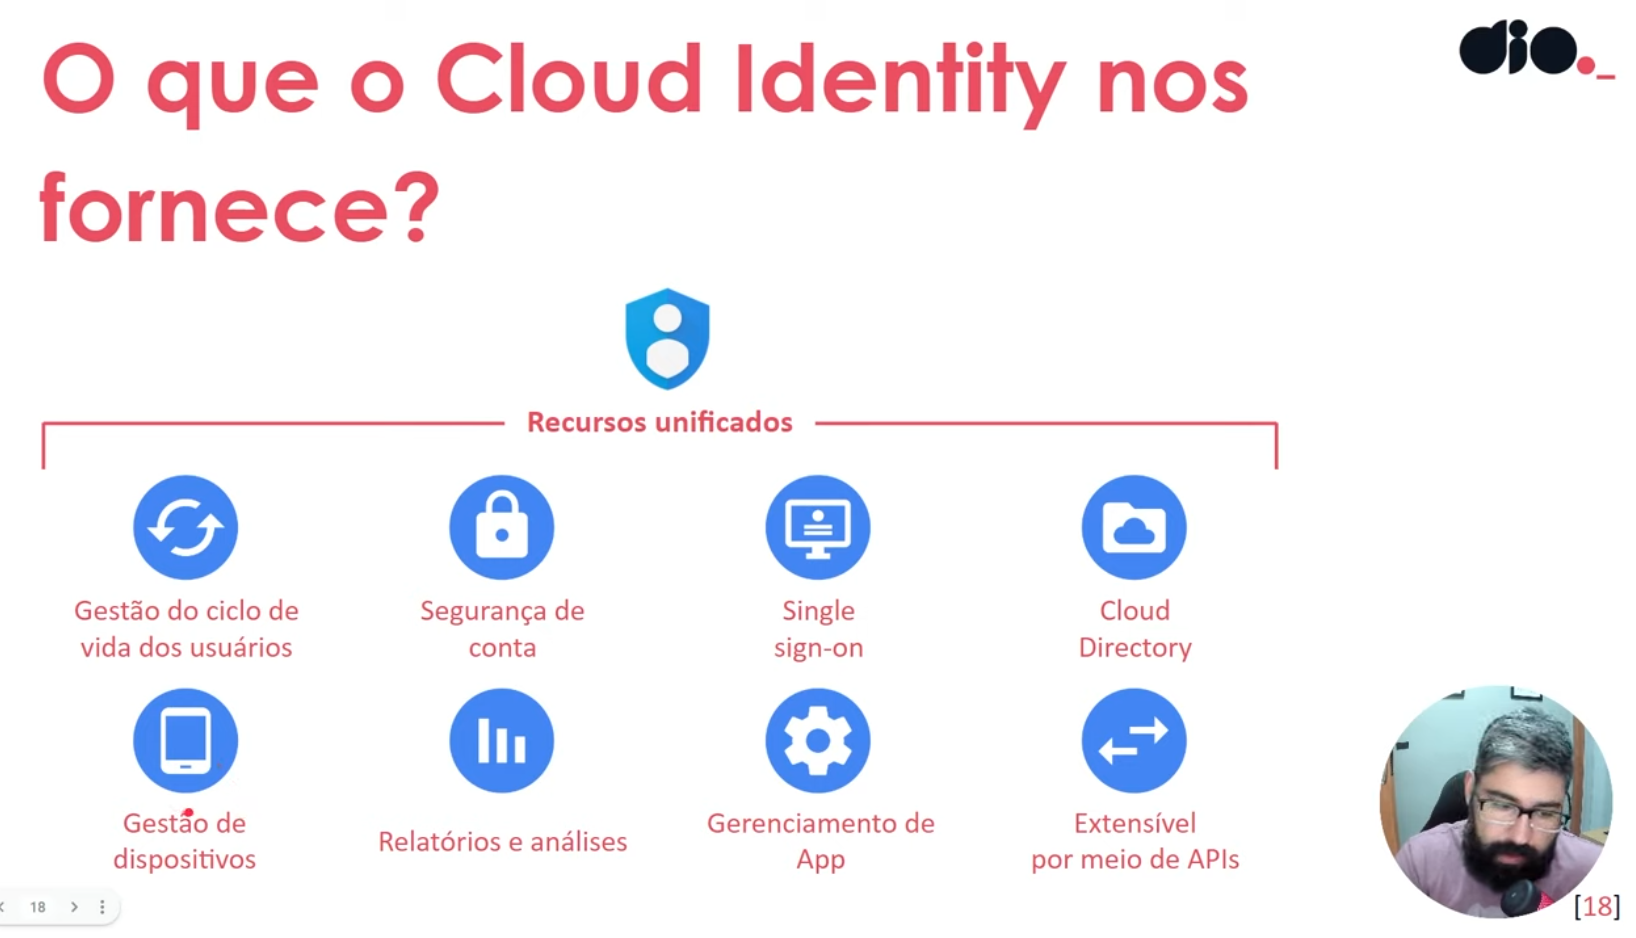 O que o Cloud Identity nos
fornece?
dio._
Recursos unificados
Gestão do ciclo de
vida dos usuários
Segurança de
conta
Single
sign-on
Cloud
Directory
Gestão de
dispositivos
Relatórios e análises
Gerenciamento de
App
Extensível
por meio de APIs
18
[18]